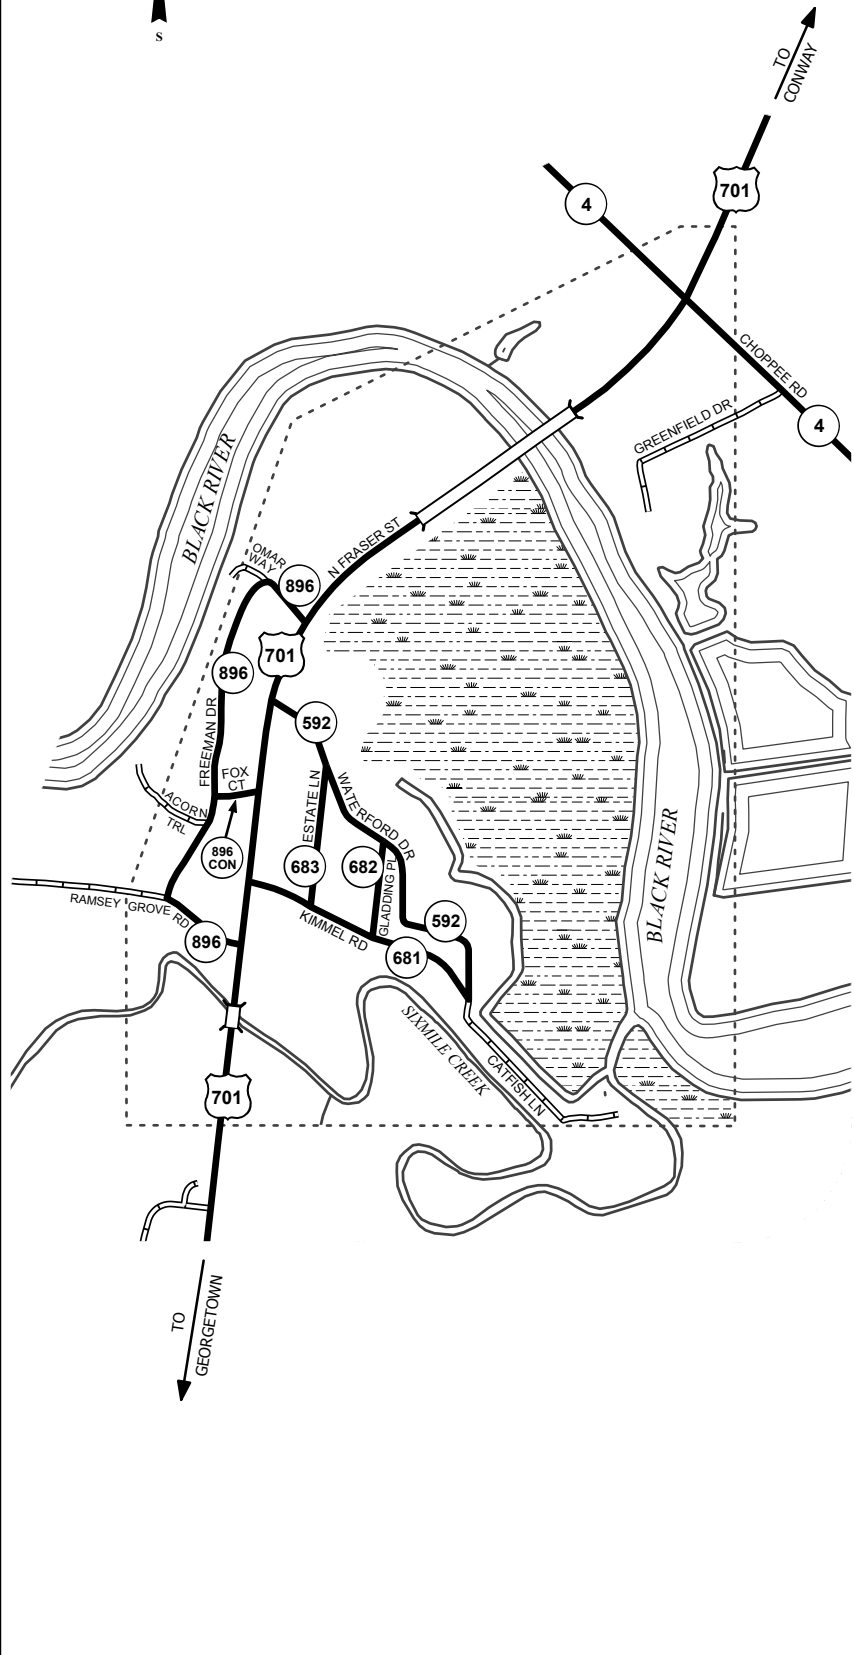 S
TO
CONWAY
701
4
CHOPPEE RD
GREENFIELD DR
4
BLACK RIVER
N FRASER ST
OMAR
WAY
896
701
896
592
FREEMAN DR
FOX
CT
ESTATE LN
WATERFORD DR
ACORN
TRL
896
CON
683
682
GLADDING PL
BLACK RIVER
RAMSEY GROVE RD
KIMMEL RD
592
896
681
SIXMILE CREEK
CATFISH LN
701
TO
GEORGETOWN